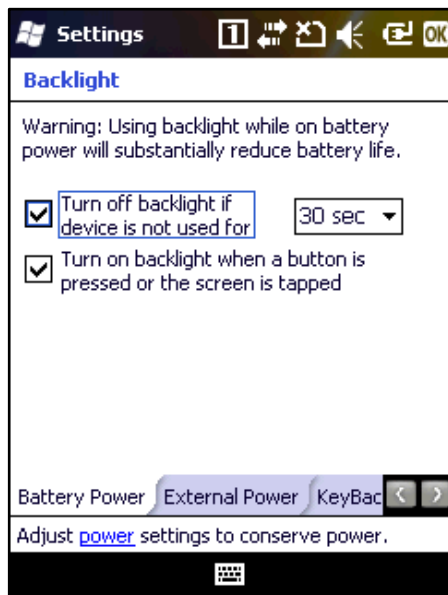 Settings 1 OK
Backlight
Warning: Using backlight while on battery
power will substantially reduce battery life.
Turn off backlight if
device is not used for 30 sec
Turn on backlight when a button is
pressed or the screen is tapped
Battery Power External Power KeyBac
Adjust power settings to conserve power.